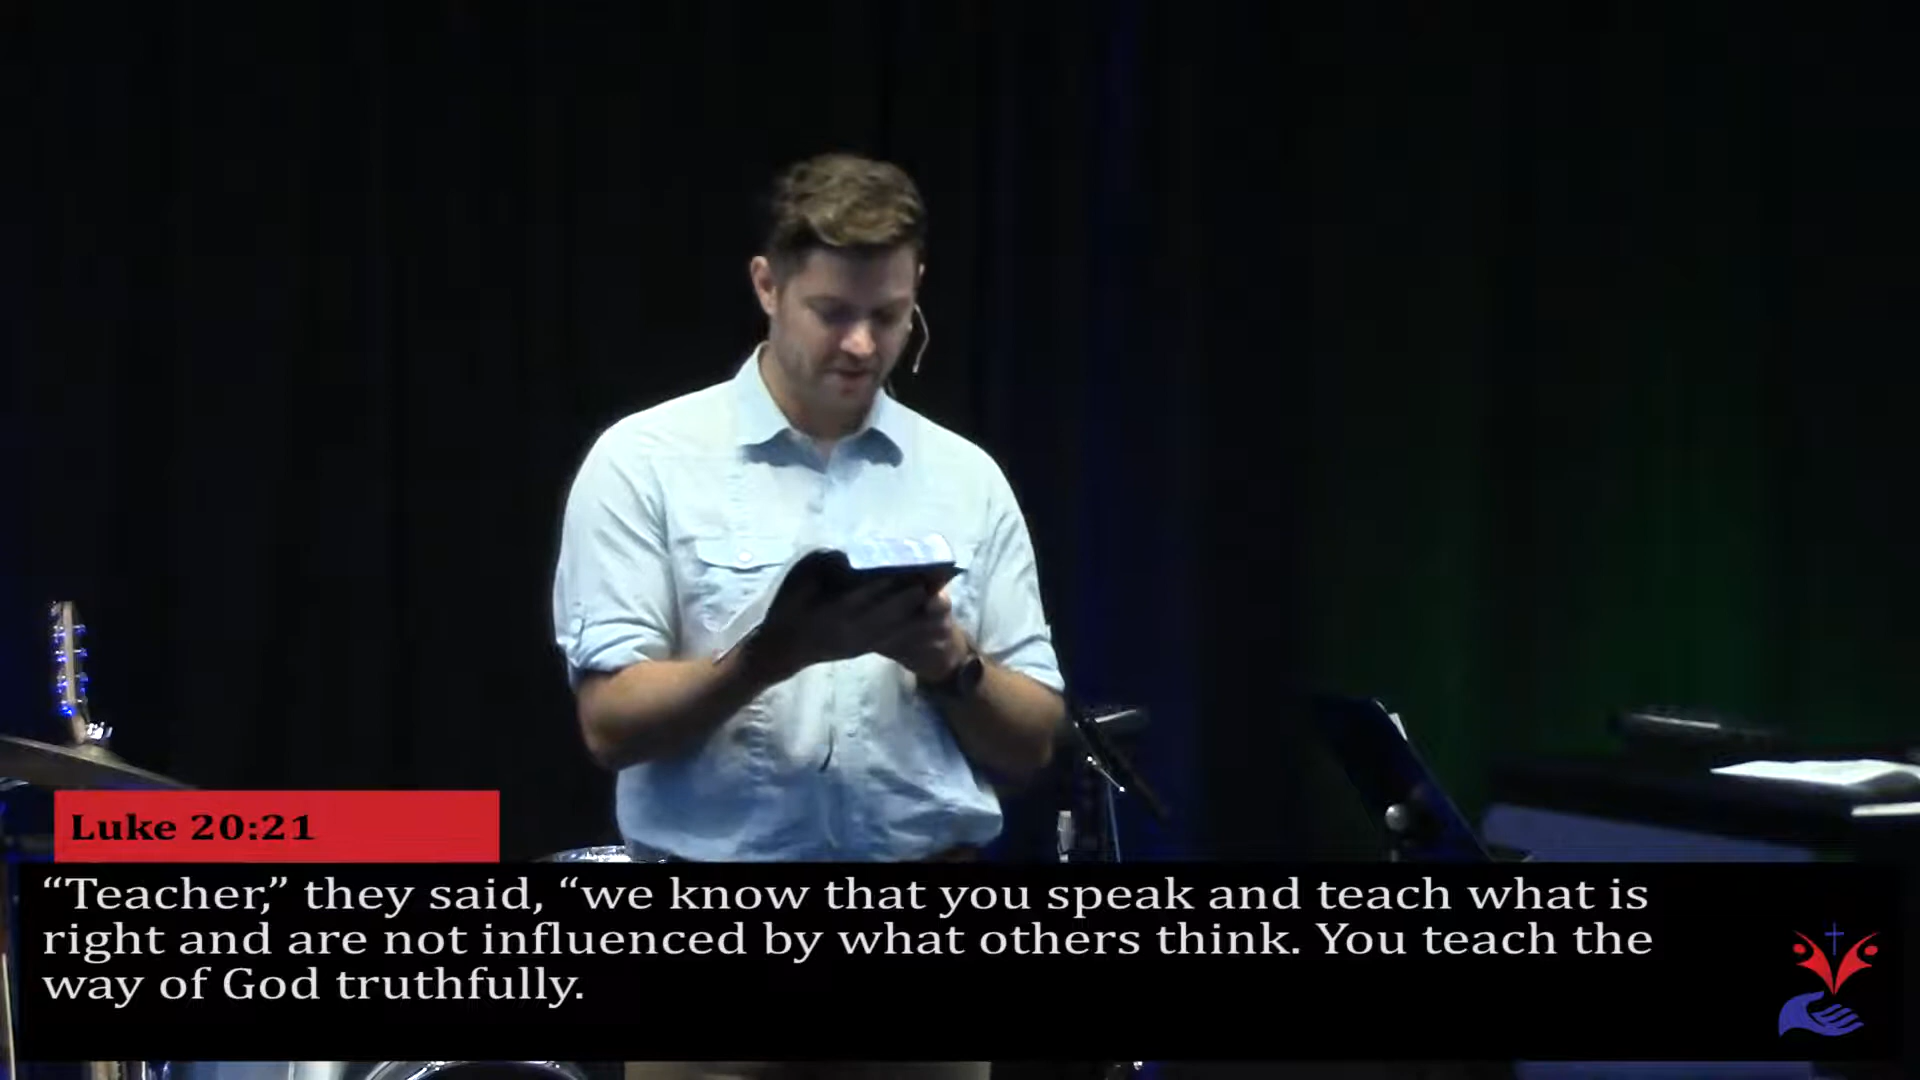 Luke 20:21
“Teacher,” they said, “we know that you speak and teach what is
right and are not influenced by what others think. You teach the
way of God truthfully.